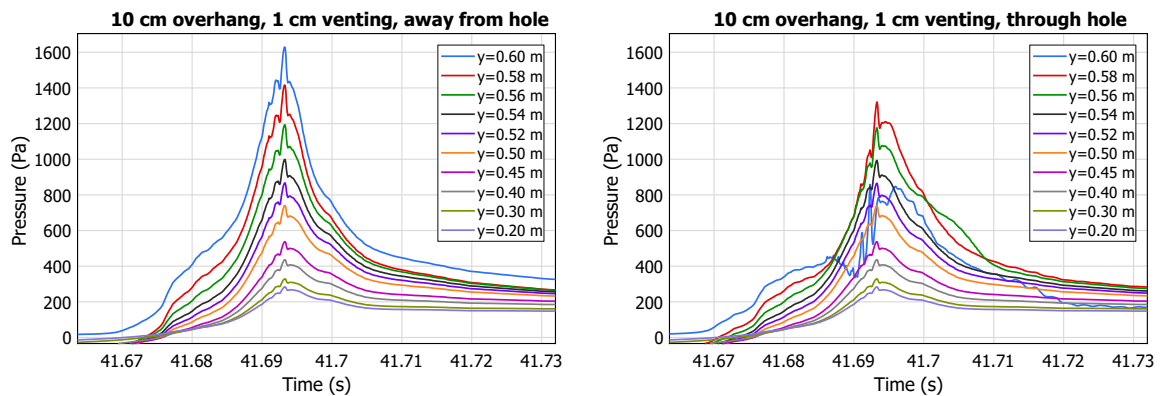 10 cm overhang, 1 cm venting, away from hole
1600
1400
1200
1000
800
600
400
200
0
Pressure (Pa)
41.67
41.68
41.69
41.7
41.71
41.72
41.73
Time (s)
y=0.60 m
y=0.58 m
y=0.56 m
y=0.54 m
y=0.52 m
y=0.50 m
y=0.45 m
y=0.40 m
y=0.30 m
y=0.20 m
10 cm overhang, 1 cm venting, through hole
1600
1400
1200
1000
800
600
400
200
0
Pressure (Pa)
41.67
41.68
41.69
41.7
41.71
41.72
41.73
Time (s)
y=0.60 m
y=0.58 m
y=0.56 m
y=0.54 m
y=0.52 m
y=0.50 m
y=0.45 m
y=0.40 m
y=0.30 m
y=0.20 m